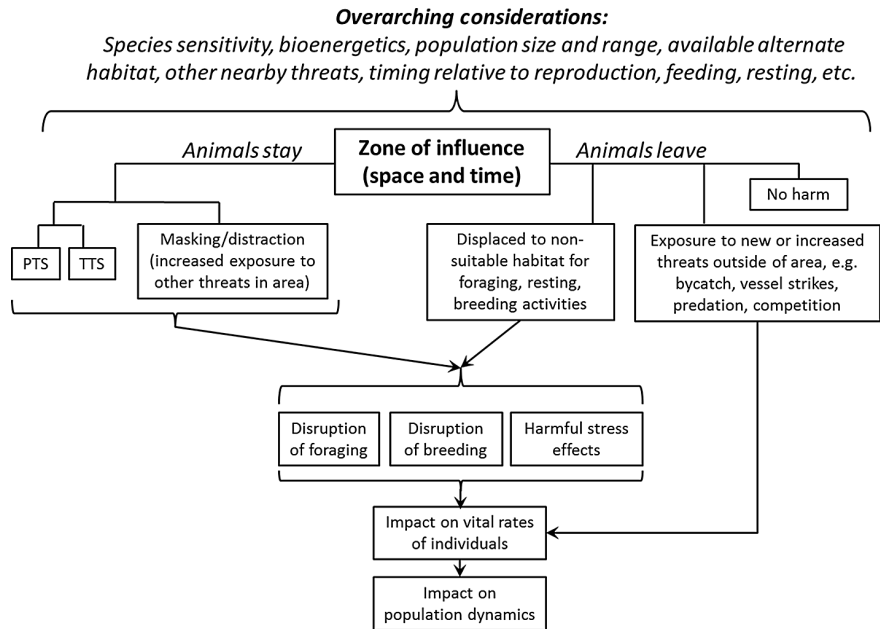 Overarching considerations:
Species sensitivity, bioenergetics, population size and range, available alternate
habitat, other nearby threats, timing relative to reproduction, feeding, resting, etc.
Animals stay
Zone of influence
(space and time)
Animals leave
No harm
PTS
TTS
Masking/distraction
(increased exposure to
other threats in area)
Displaced to non-
suitable habitat for
foraging, resting,
breeding activities
Exposure to new or increased
threats outside of area, e.g.
bycatch, vessel strikes,
predation, competition
Disruption
of foraging
Disruption
of breeding
Harmful stress
effects
Impact on vital rates
of individuals
Impact on
population dynamics